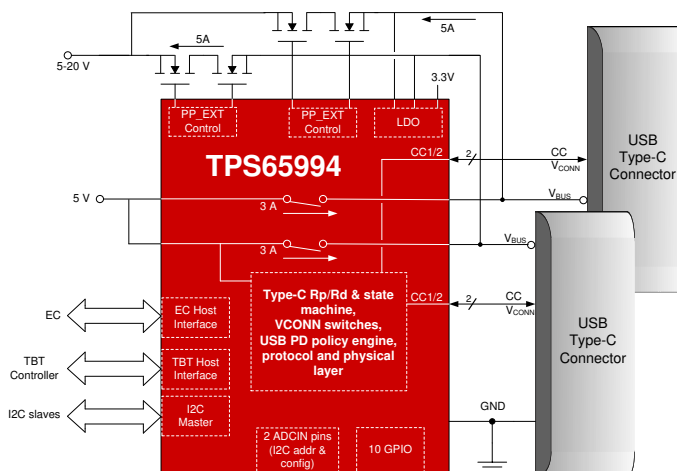 5A
5A
5-20 V
3.3V
PP_EXT
Control
PP_EXT
Control
LDO
TPS65994
CC1/2
2
CC
VCONN
USB
Type-C
Connector
5 V
3 A
VBUS
3 A
VBUS
Type-C Rp/Rd & state
machine,
VCONN switches,
USB PD policy engine,
protocol and physical
layer
CC1/2
2
CC
VCONN
USB
Type-C
Connector
EC
EC Host
Interface
TBT
Controller
TBT Host
Interface
I2C slaves
I2C
Master
GND
2 ADCIN pins
(I2C addr &
config)
10 GPIO